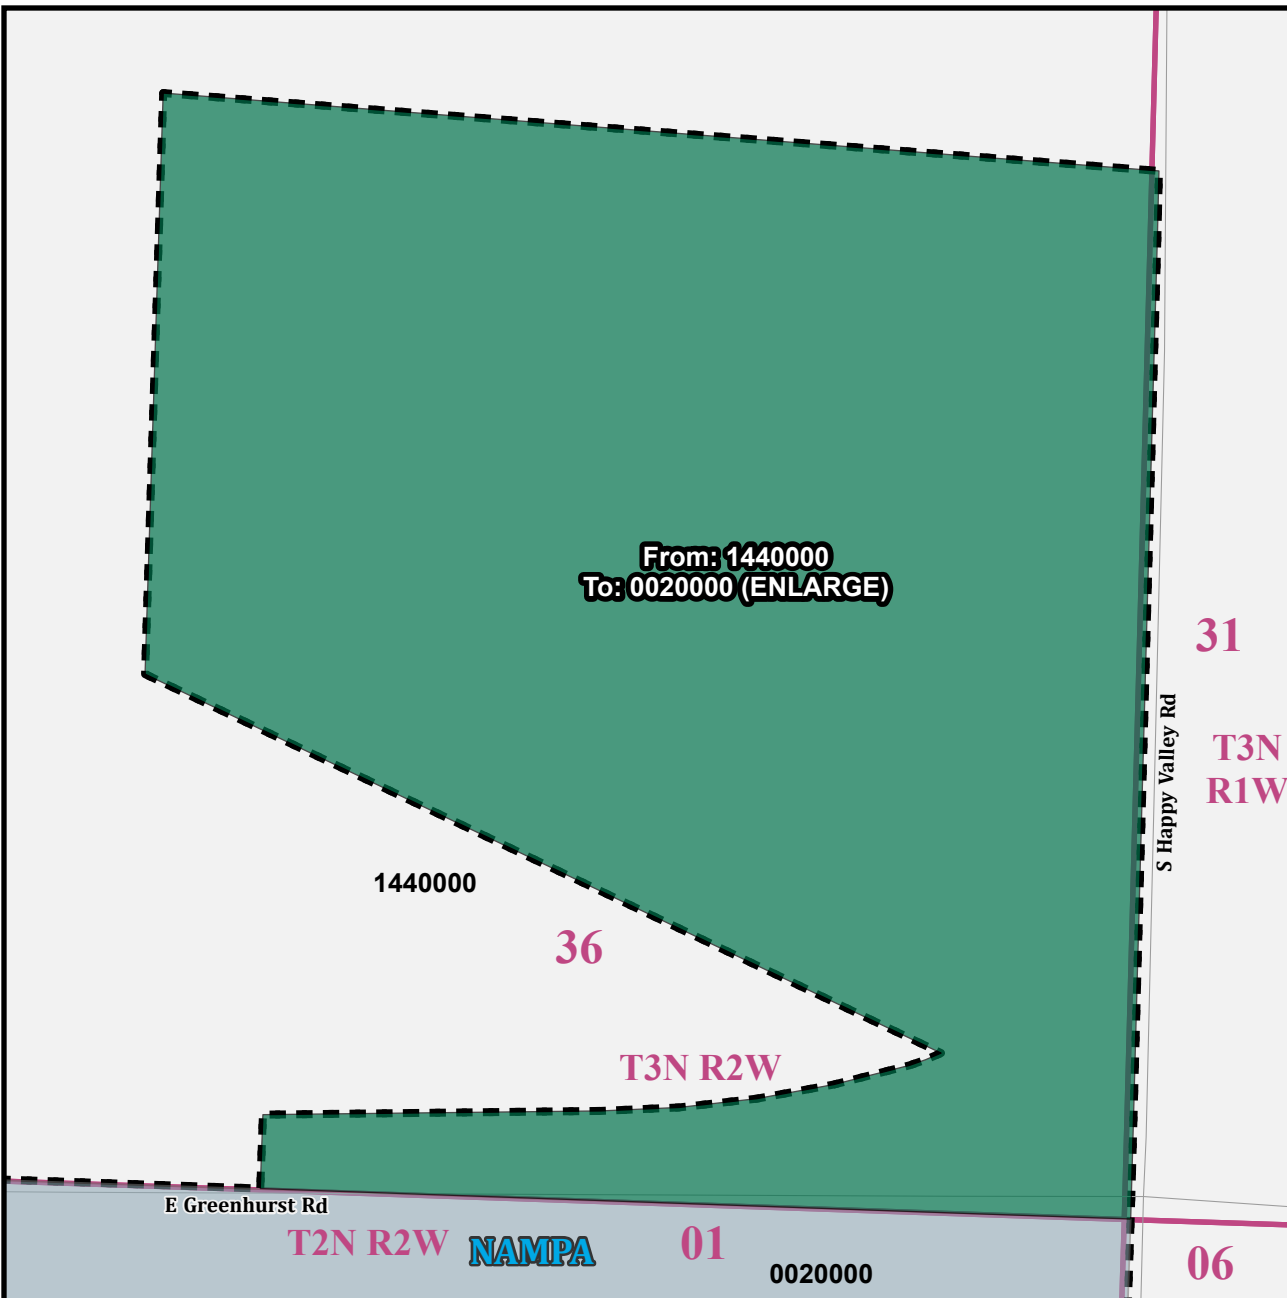 From: 1440000
To: 0020000 (ENLARGE)
31
T3N
R1W
S Happy Valley Rd
1440000
36
T3N R2W
E Greenhurst Rd
T2N R2W
NAMPA
01
0020000
06